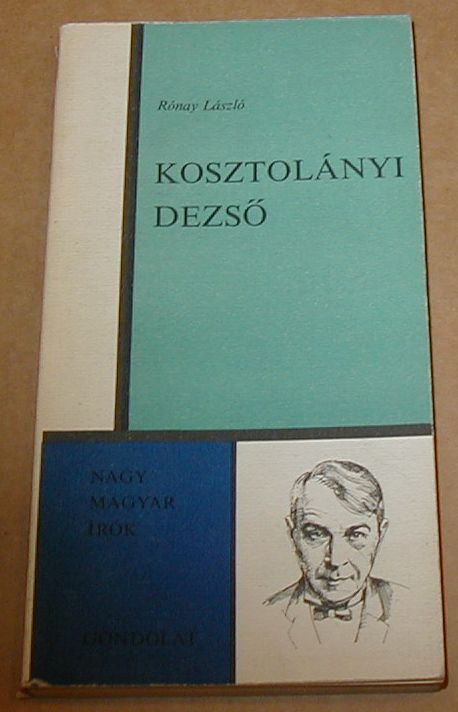 Rónay László
KOSZTOLÁNYI
DEZSŐ
NAGY
MAGYAR
ÍRÓK
GONDOLAT